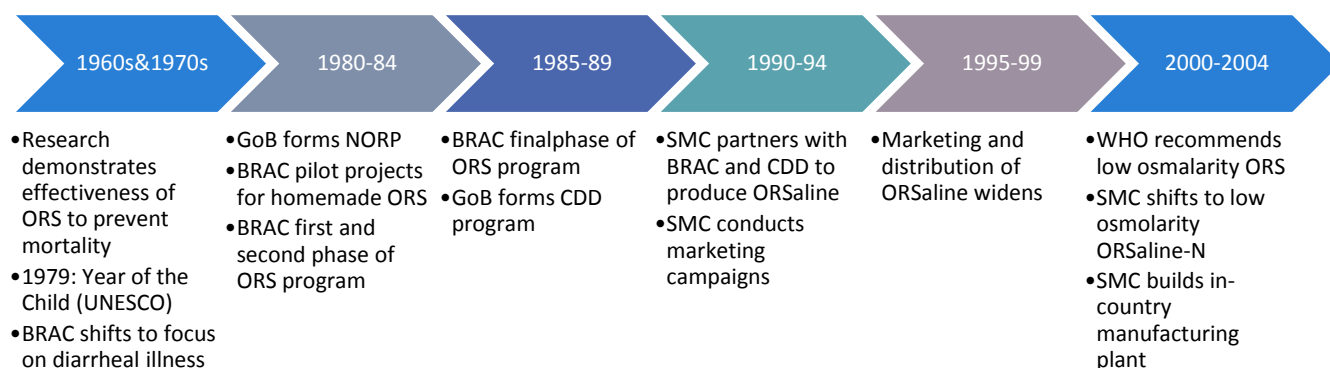 1960s&1970s
•Research
demonstrates
effectiveness of
ORS to prevent
mortality
•1979: Year of the
Child (UNESCO)
•BRAC shifts to focus
on diarrheal illness
1980-84
•GoB forms NORP
•BRAC pilot projects
for homemade ORS
•BRAC first and
second phase of
ORS program
1985-89
•BRAC finalphase of
ORS program
•GoB forms CDD
program
1990-94
•SMC partners with
BRAC and CDD to
produce ORSaline
•SMC conducts
marketing
campaigns
1995-99
•Marketing and
distribution of
ORSaline widens
2000-2004
•WHO recommends
low osmalarity ORS
•SMC shifts to low
osmolarity
ORSaline-N
•SMC builds in-
country
manufacturing
plant